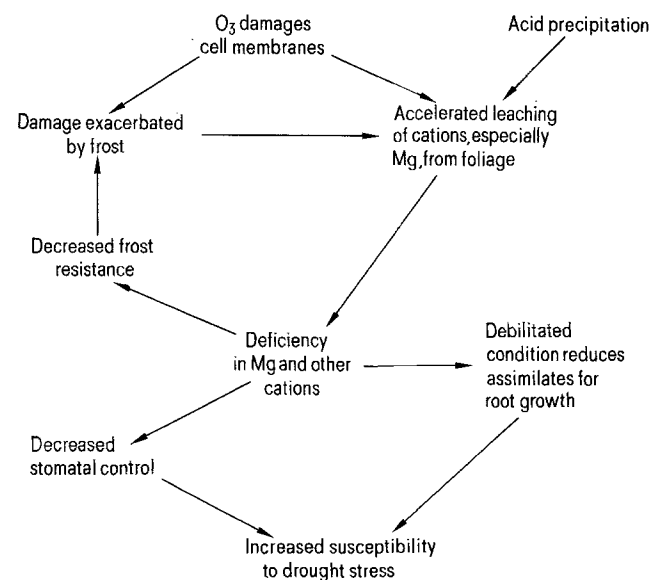 O₃ damages
cell membranes
Acid precipitation
Damage exacerbated
by frost
Accelerated leaching
of cations, especially
Mg, from foliage
Decreased frost
resistance
Deficiency
in Mg and other
cations
Debilitated
condition reduces
assimilates for
root growth
Decreased
stomatal control
Increased susceptibility
to drought stress